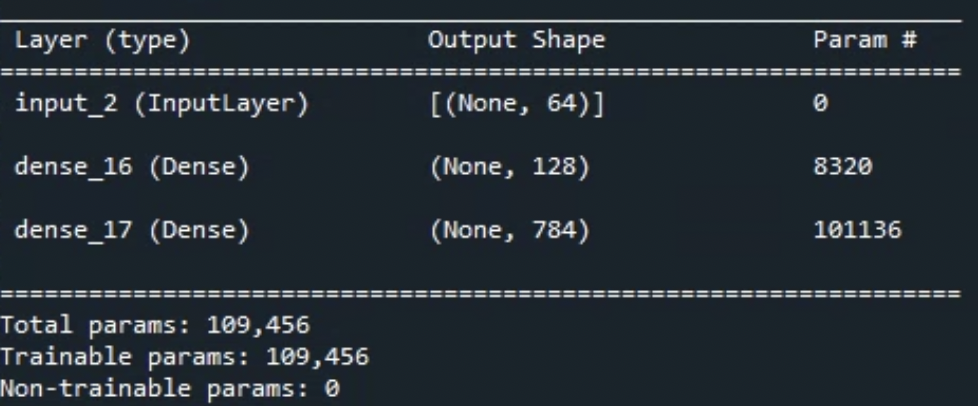 Layer (type) Output Shape Param #
=================================================================
input_2 (InputLayer) [(None, 64)] 0
dense_16 (Dense) (None, 128) 8320
dense_17 (Dense) (None, 784) 101136
=================================================================
Total params: 109,456
Trainable params: 109,456
Non-trainable params: 0